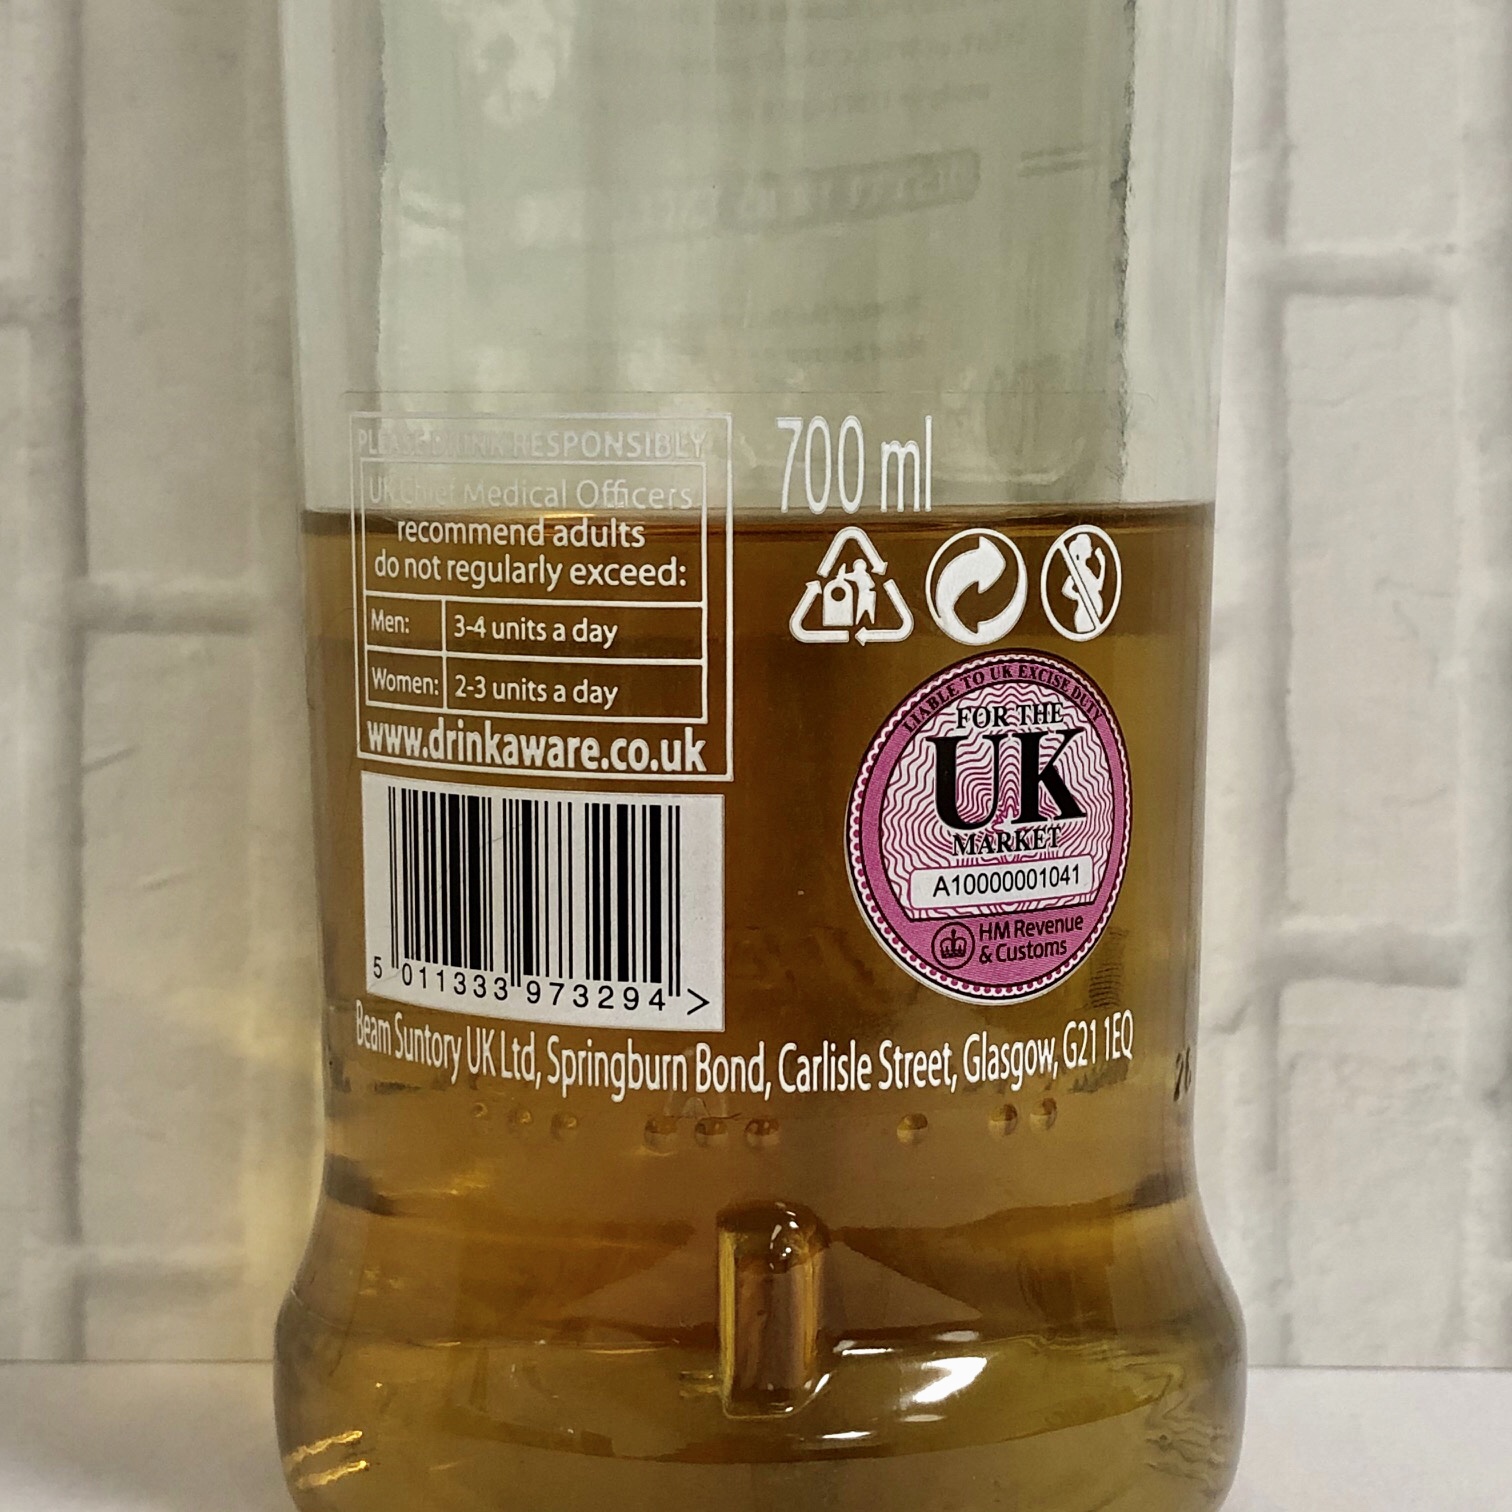 PLEASE DRINK RESPONSIBLY
UK Chief Medical Officers
recommend adults
do not regularly exceed:
Men: 3-4 units a day
Women: 2-3 units a day
www.drinkaware.co.uk
700 ml
LIABLE TO UK EXCISE DUTY
FOR THE
UK
MARKET
A10000001041
HM Revenue
& Customs
5 011333 973294 >
Beam Suntory UK Ltd, Springburn Bond, Carlisle Street, Glasgow, G21 1EQ